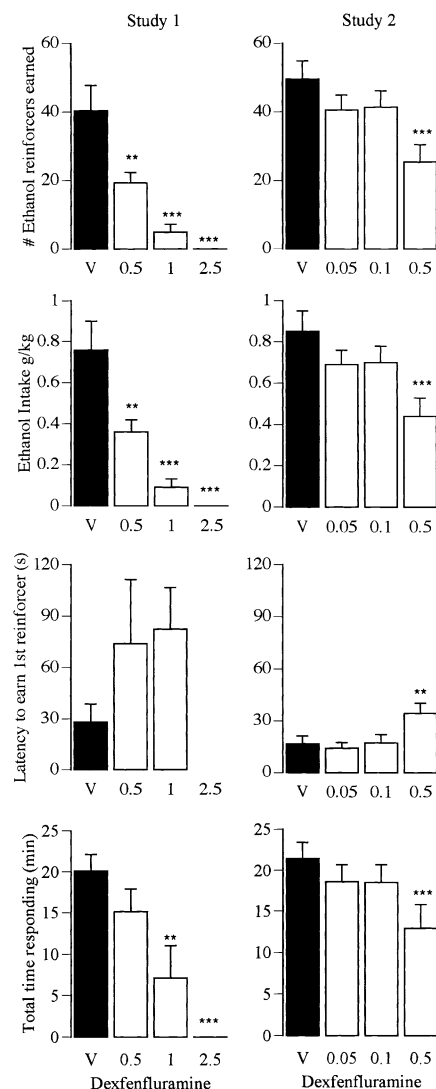 Study 1 Study 2
# Ethanol reinforcers earned
60 60
40 40
20 20
0 0
** *** *** ***
V 0.5 1 2.5 V 0.05 0.1 0.5
Ethanol Intake g/kg
1 1
0.8 0.8
0.6 0.6
0.4 0.4
0.2 0.2
0 0
** *** *** ***
V 0.5 1 2.5 V 0.05 0.1 0.5
Latency to earn 1st reinforcer (s)
120 120
90 90
60 60
30 30
0 0
**
V 0.5 1 2.5 V 0.05 0.1 0.5
Total time responding (min)
25 25
20 20
15 15
10 10
5 5
0 0
** *** ***
V 0.5 1 2.5 V 0.05 0.1 0.5
Dexfenfluramine Dexfenfluramine